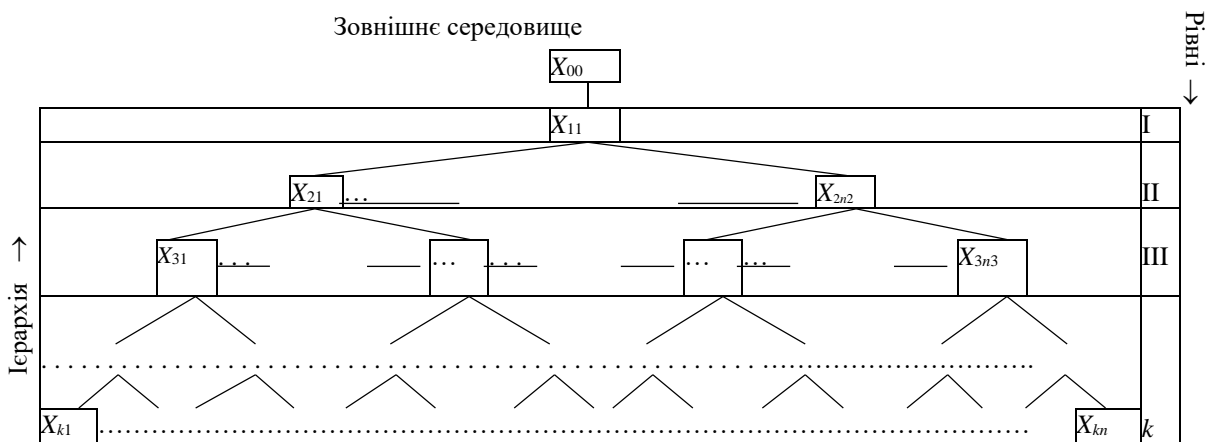 Зовнішнє середовище
Рівні →
X00
X11 I
X21 ... X2n2 II
Ієрархія →
X31 ... ... ... ... ... X3n3 III
Xk1 ... Xkn k